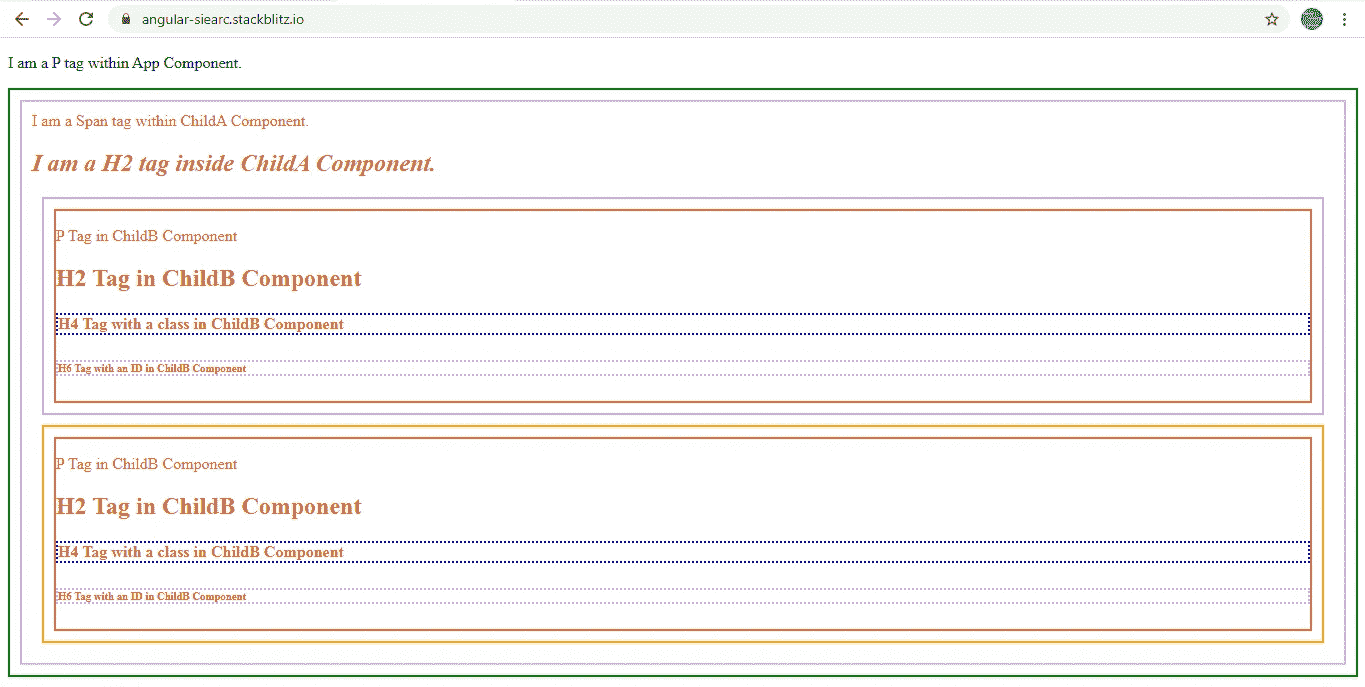 angular-siearc.stackblitz.io
I am a P tag within App Component.
I am a Span tag within ChildA Component.
I am a H2 tag inside ChildA Component.
P Tag in ChildB Component
H2 Tag in ChildB Component
H4 Tag with a class in ChildB Component
H6 Tag with an ID in ChildB Component
P Tag in ChildB Component
H2 Tag in ChildB Component
H4 Tag with a class in ChildB Component
H6 Tag with an ID in ChildB Component